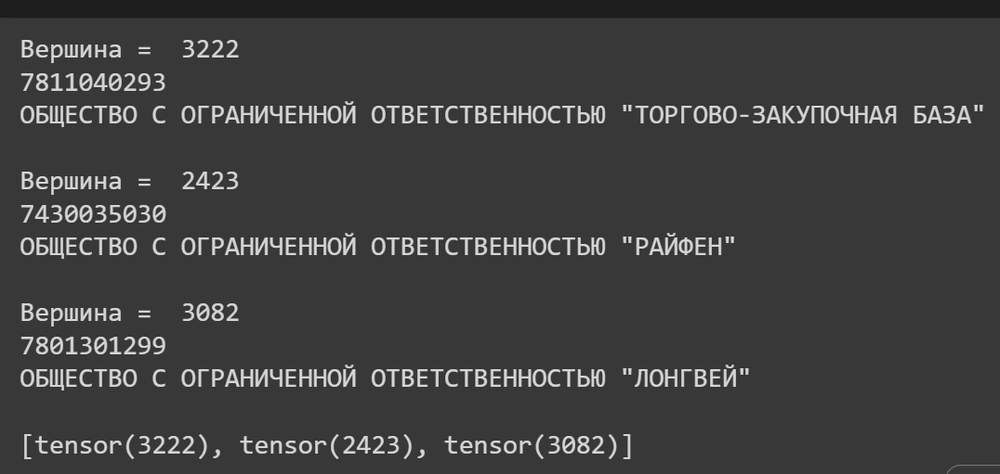 Вершина =  3222
7811040293
ОБЩЕСТВО С ОГРАНИЧЕННОЙ ОТВЕТСТВЕННОСТЬЮ "ТОРГОВО-ЗАКУПОЧНАЯ БАЗА"
Вершина =  2423
7430035030
ОБЩЕСТВО С ОГРАНИЧЕННОЙ ОТВЕТСТВЕННОСТЬЮ "РАЙФЕН"
Вершина =  3082
7801301299
ОБЩЕСТВО С ОГРАНИЧЕННОЙ ОТВЕТСТВЕННОСТЬЮ "ЛОНГВЕЙ"
[tensor(3222), tensor(2423), tensor(3082)]